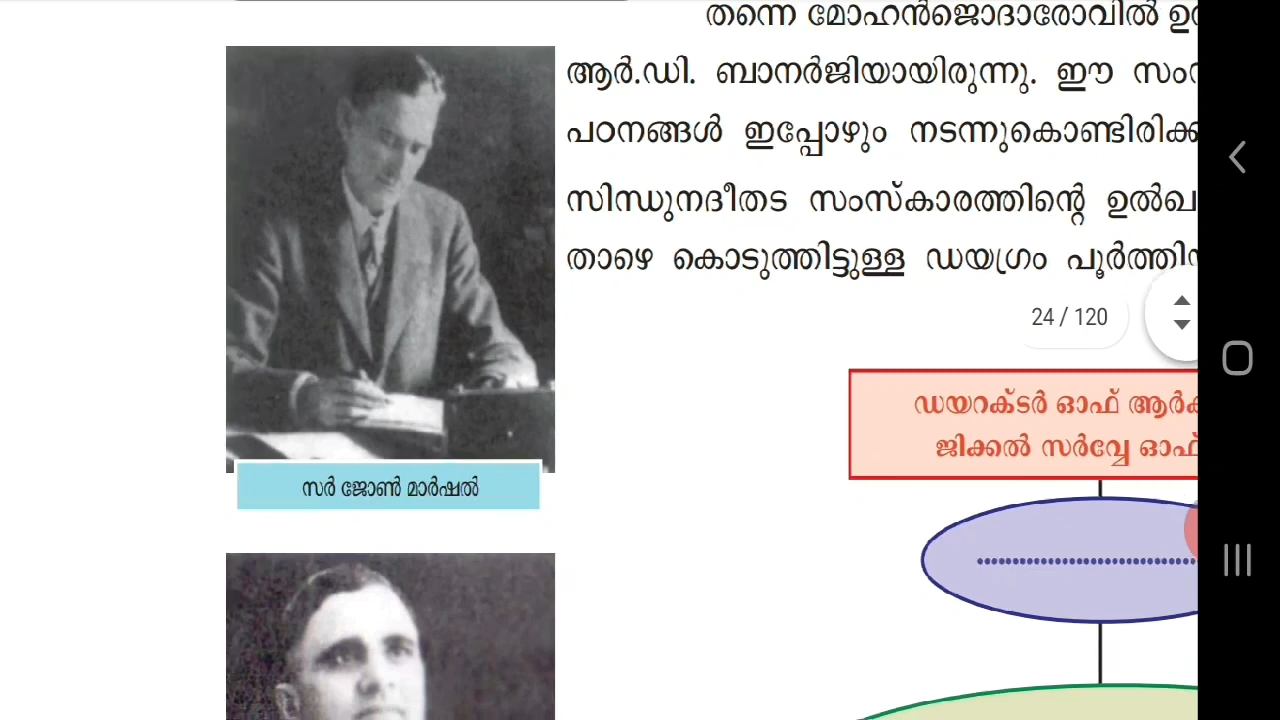 തന്നെ മോഹൻജൊദാരോവിൽ
ആർ.ഡി. ബാനർജിയായിരുന്നു. ഈ
പഠനങ്ങൾ ഇപ്പോഴും
സിന്ധുനദീതട സംസ്കാരത്തിന്റെ
താഴെ കൊടുത്തിട്ടുള്ള ഡയഗ്രം
24 / 120
ഡയറക്ടർ ഓഫ്
ജിക്കൽ സർവ്വേ ഓഫ്
സർ ജോൺ മാർഷൽ